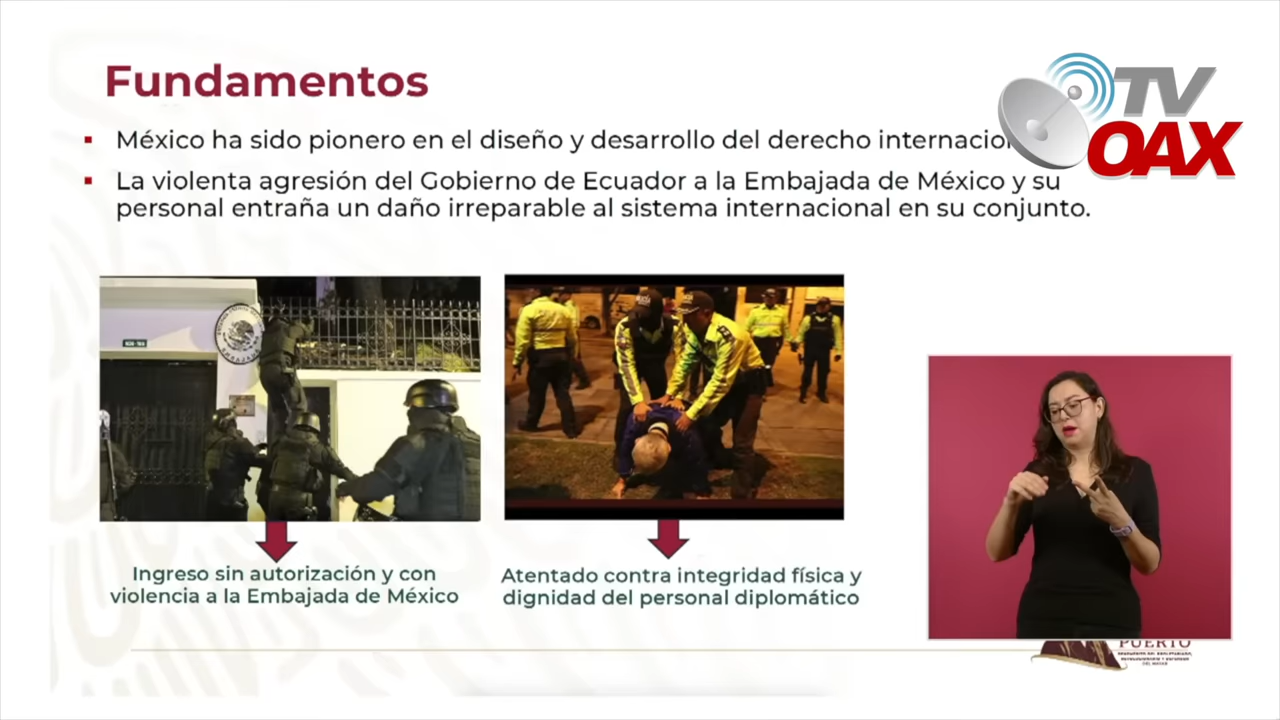 Fundamentos
TV
OAX
México ha sido pionero en el diseño y desarrollo del derecho
La violenta agresión del Gobierno de Ecuador a la Embajada de México y su
personal entraña un daño irreparable al sistema internacional en su conjunto.
Ingreso sin autorización y con
violencia a la Embajada de México
Atentado contra integridad física y
dignidad del personal diplomático
PUERTO